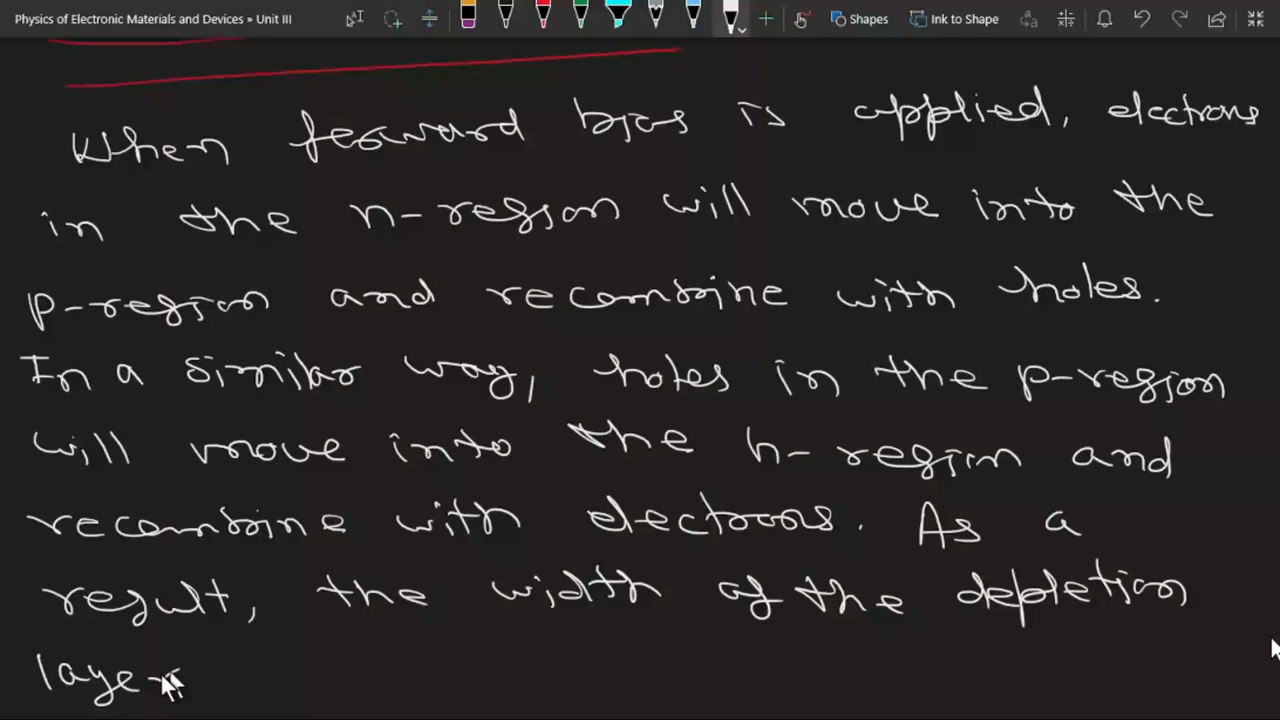 Physics of Electronic Materials and Devices » Unit III
Shapes
Ink to Shape
When forward bias is applied, electrons
in the n-region will move into the
p-region and recombine with holes.
In a similar way, holes in the p-region
will move into the n-region and
recombine with electrons. As a
result, the width of the depletion
layer